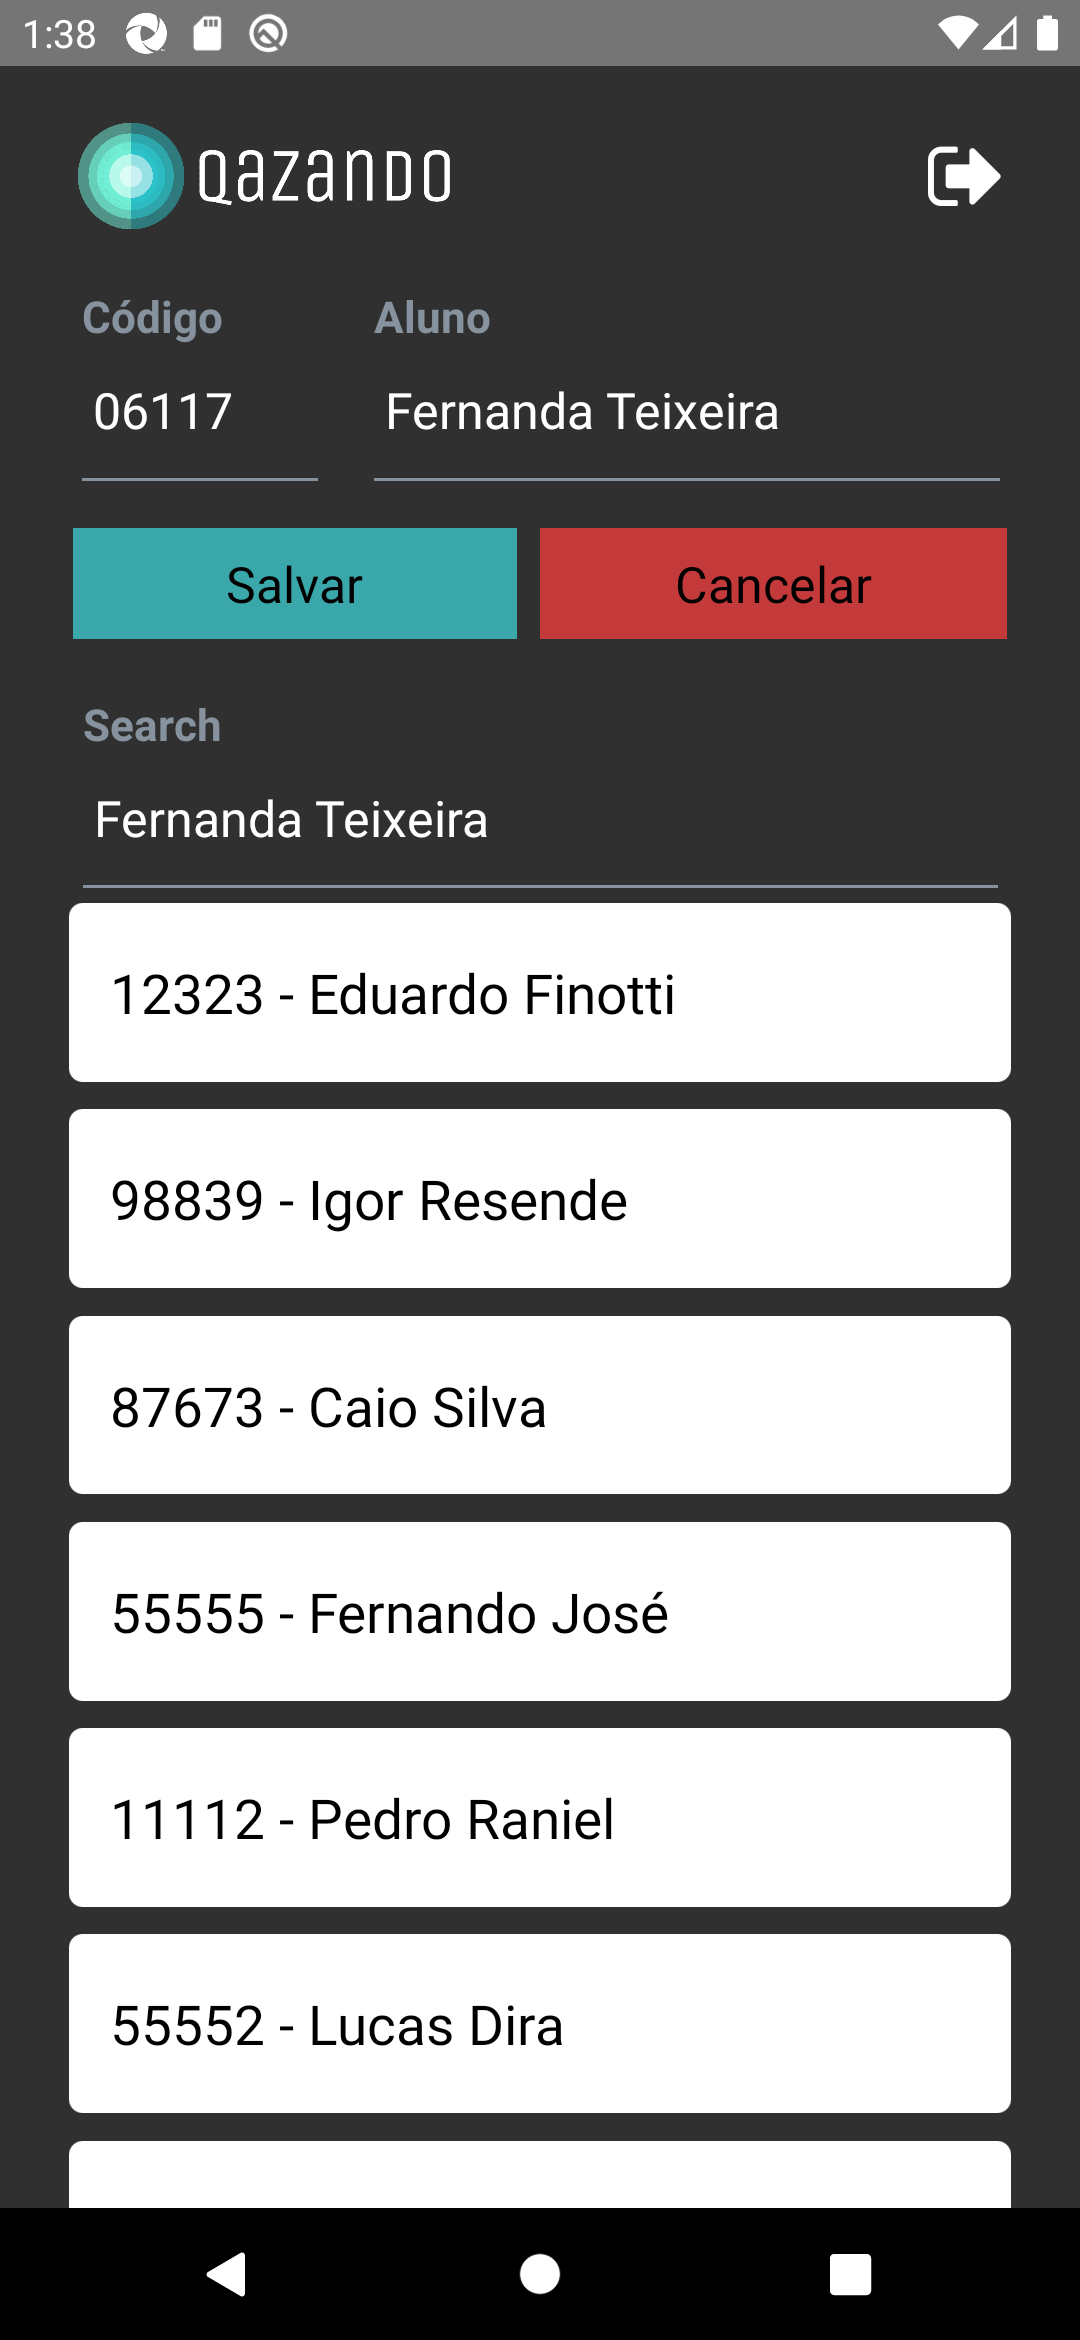 1:38
QAZANDO
Código Aluno
06117 Fernanda Teixeira
Salvar Cancelar
Search
Fernanda Teixeira
12323 - Eduardo Finotti
98839 - Igor Resende
87673 - Caio Silva
55555 - Fernando José
11112 - Pedro Raniel
55552 - Lucas Dira